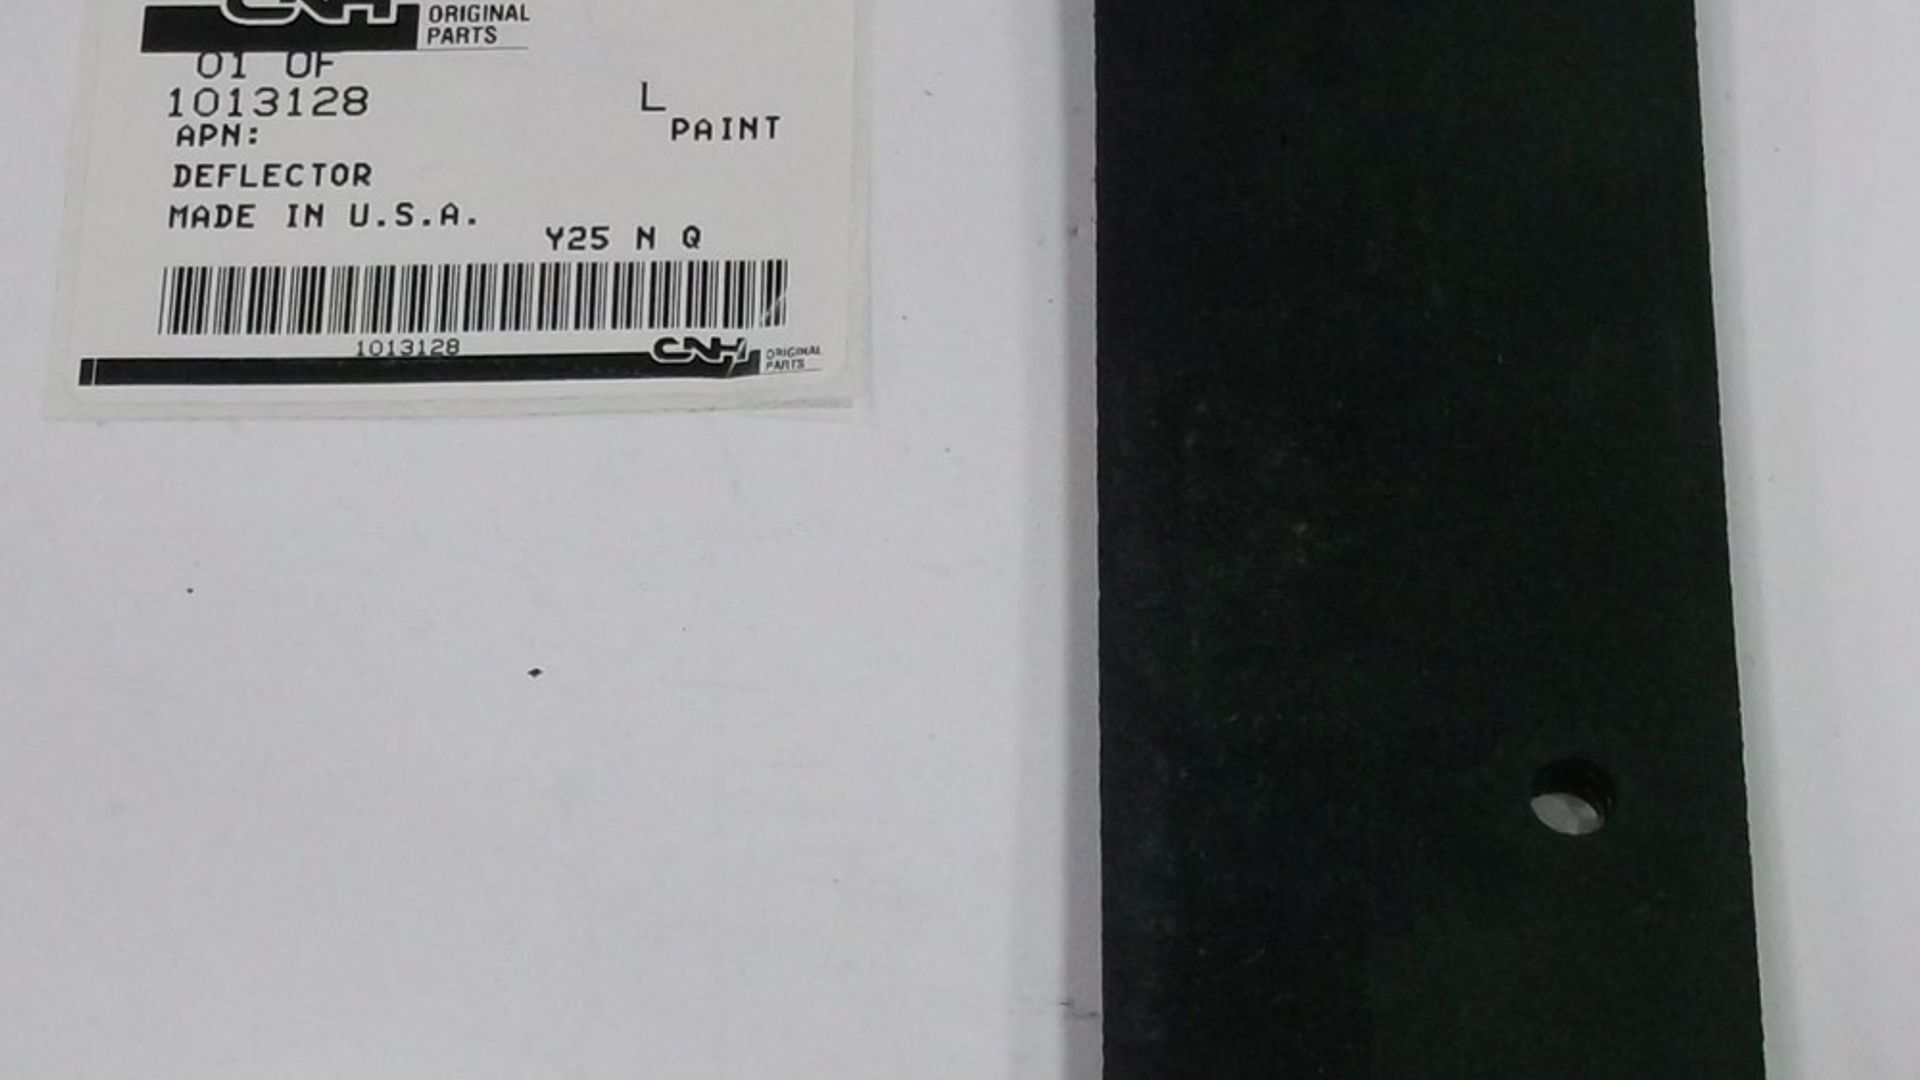 CNH ORIGINAL
PARTS
01 OF
1013128
L
PAINT
APN:
DEFLECTOR
MADE IN U.S.A.
Y25 N Q
1013128
CNH ORIGINAL
PARTS